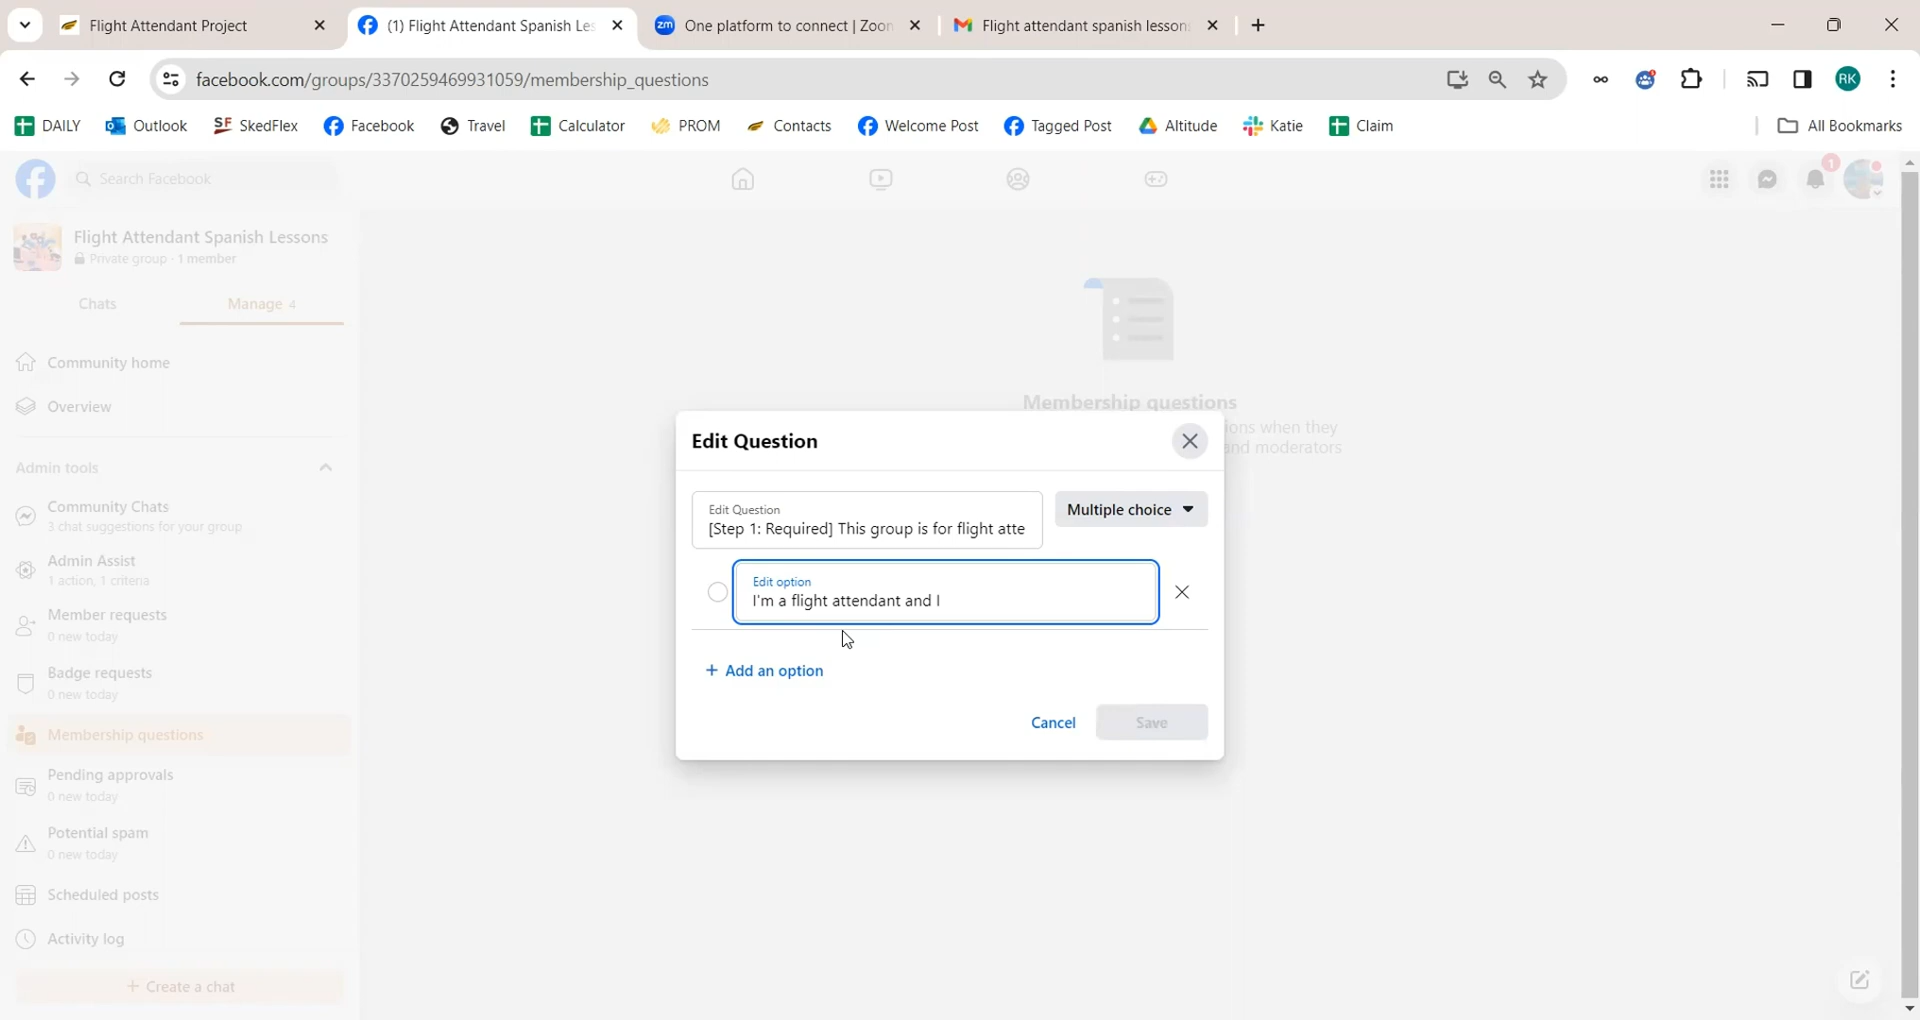 Flight Attendant Project
(1) Flight Attendant Spanish Les
One platform to connect | Zoom
Flight attendant spanish lesson
facebook.com/groups/3370259469931059/membership_questions
RK
DAILY
Outlook
SkedFlex
Facebook
Travel
Calculator
PROM
Contacts
Welcome Post
Tagged Post
Altitude
Katie
Claim
All Bookmarks
Search Facebook
1
Flight Attendant Spanish Lessons
Private group · 1 member
Chats
Manage 4
Community home
Overview
Admin tools
Community Chats
3 chat suggestions for your group
Admin Assist
1 action, 1 criteria
Member requests
0 new today
Badge requests
0 new today
Membership questions
Pending approvals
0 new today
Potential spam
0 new today
Scheduled posts
Activity log
+ Create a chat
Membership questions
ons when they
nd moderators
Edit Question
Edit Question
[Step 1: Required] This group is for flight atte
Multiple choice
Edit option
I'm a flight attendant and I
+ Add an option
Cancel
Save